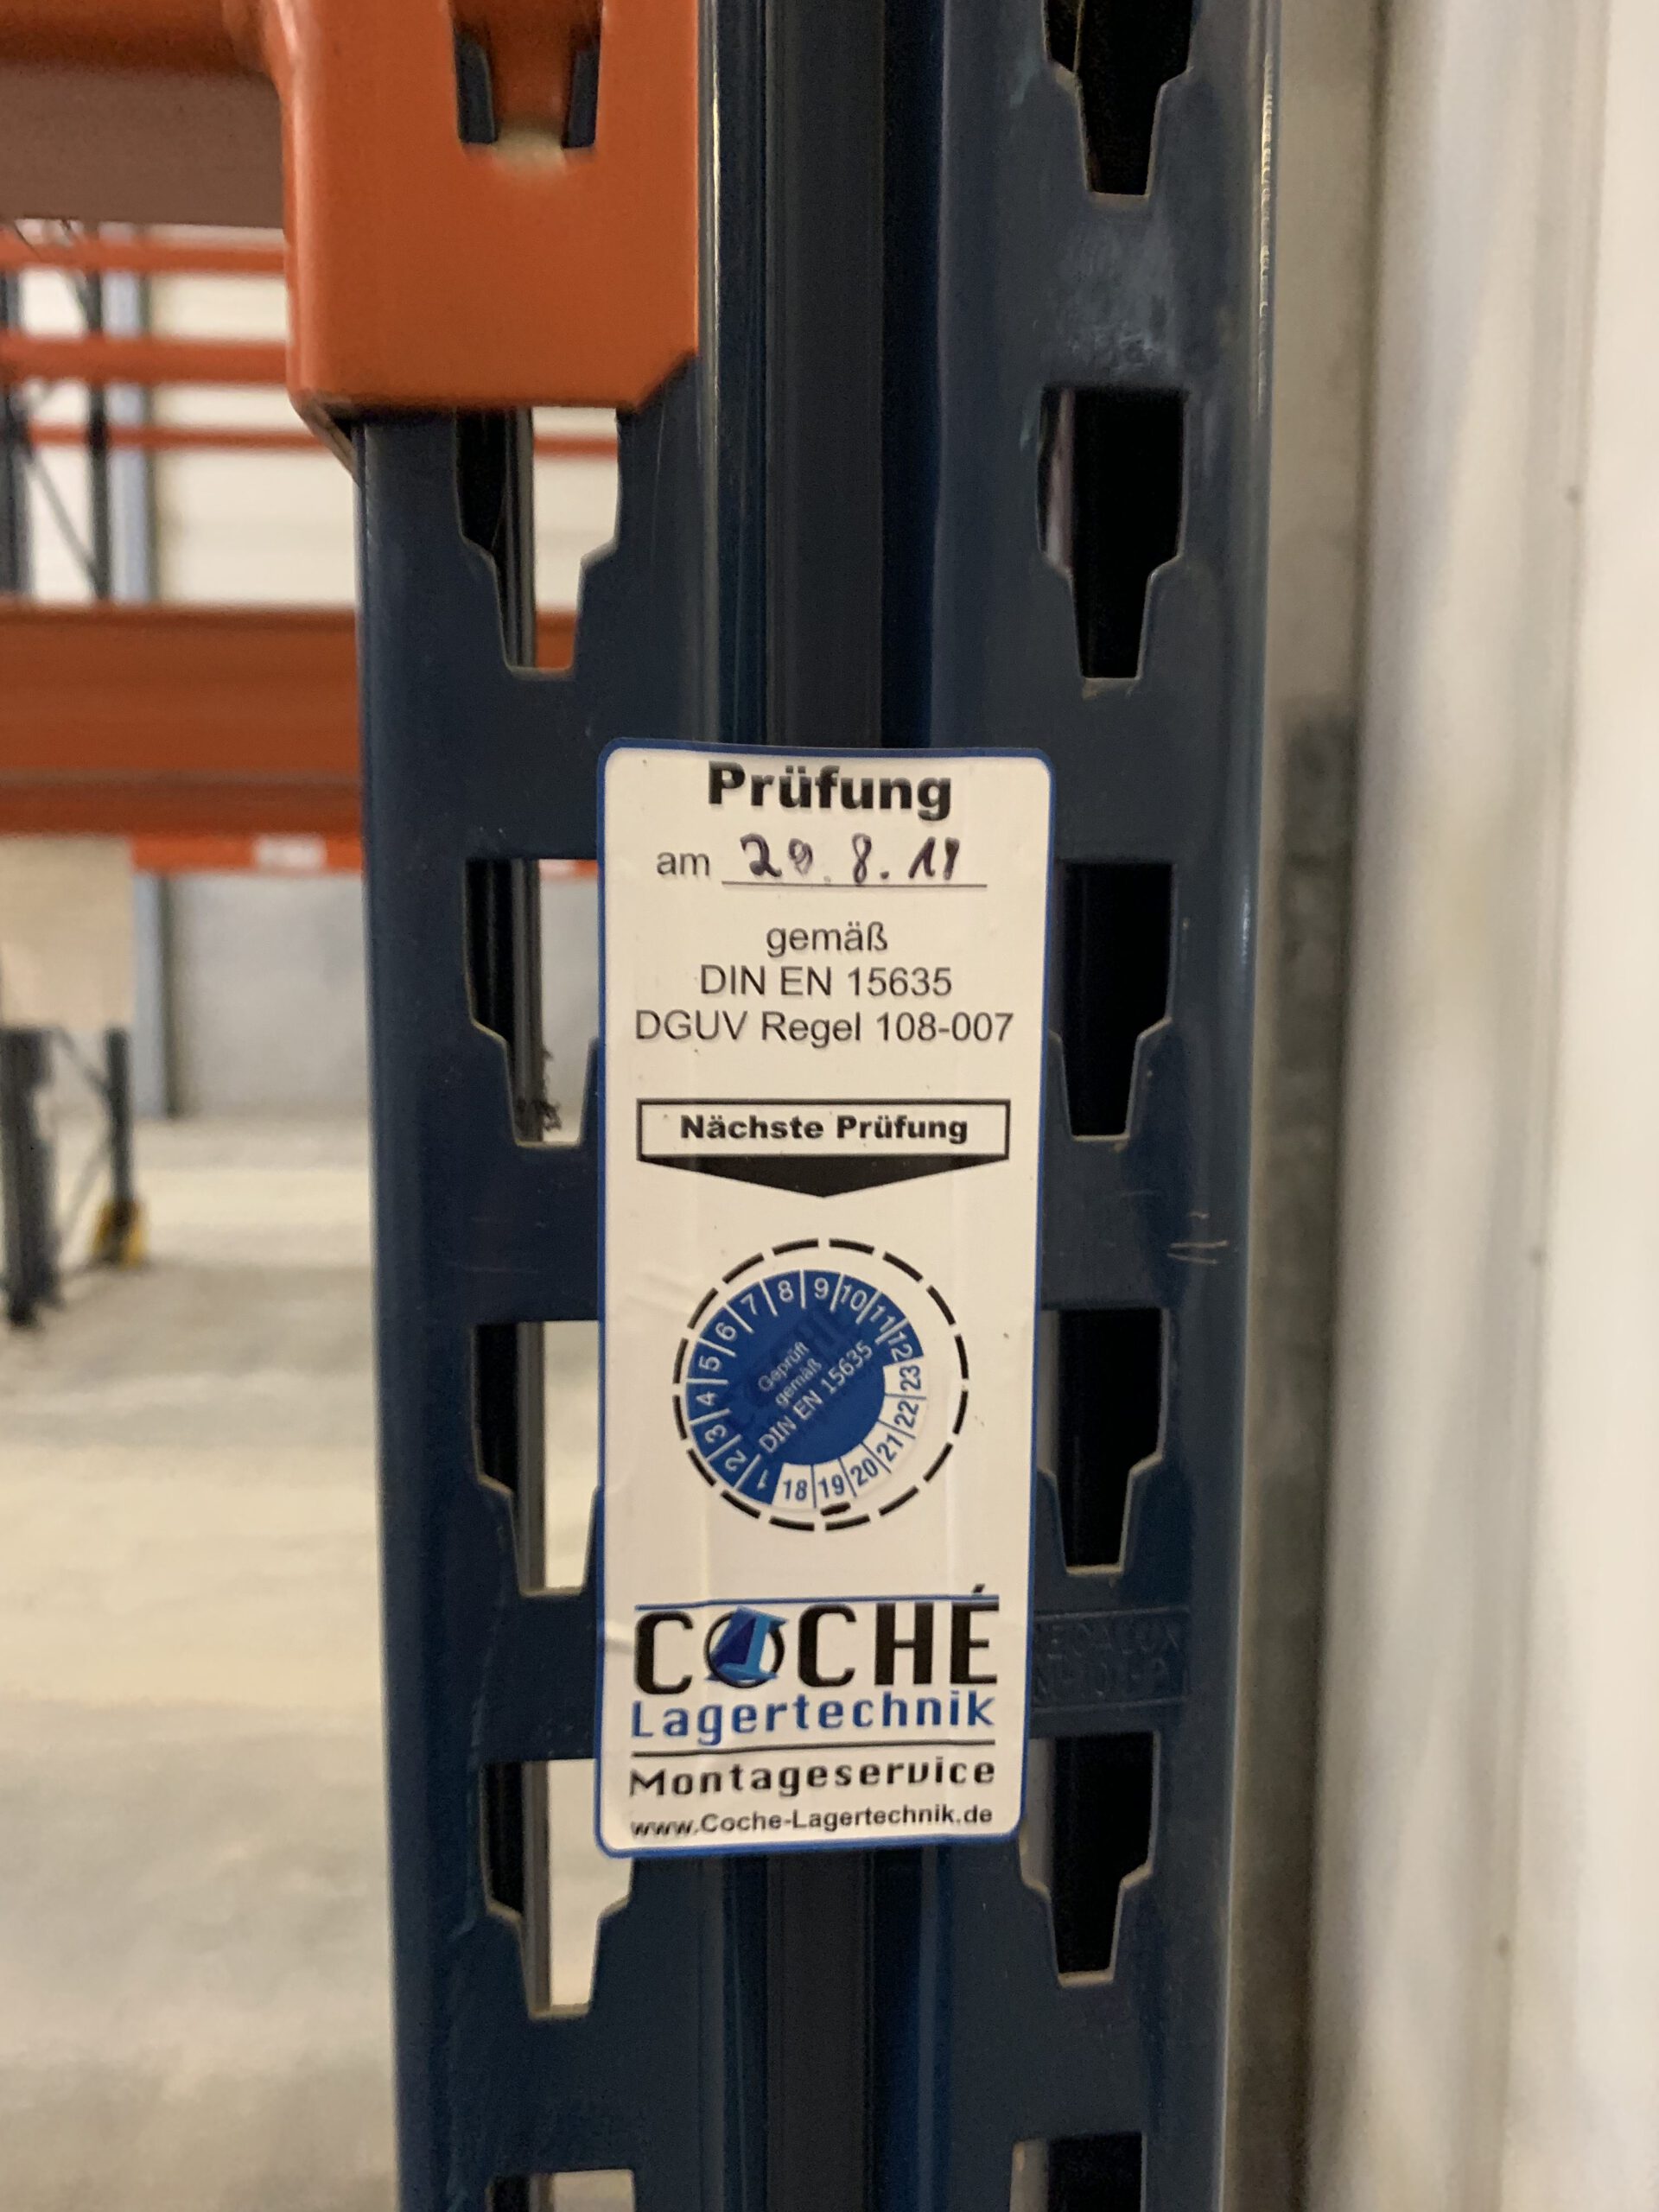 Prüfung
am 20.8.18
gemäß
DIN EN 15635
DGUV Regel 108-007
Nächste Prüfung
1 2 3 4 5 6 7 8 9 10 11 12
Geprüft
gemäß
DIN EN 15635
18 19 20 21 22 23
COCHÉ
Lagertechnik
Montageservice
www.Coche-Lagertechnik.de